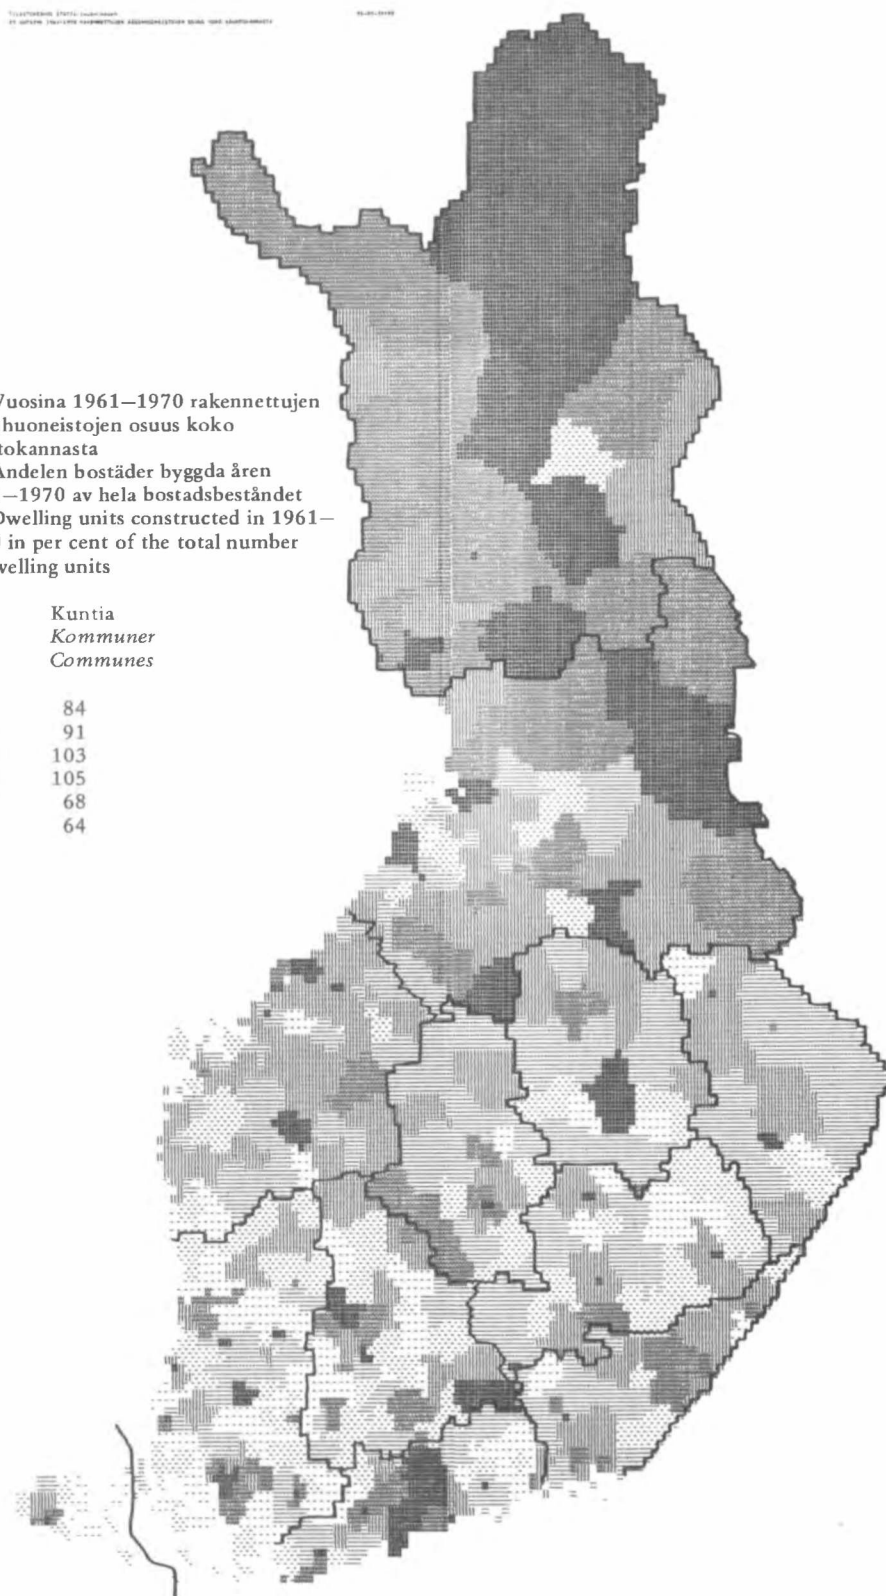 Vuosina 1961—1970 rakennettujen
huoneistojen osuus koko
tokannasta
Andelen bostäder byggda åren
—1970 av hela bostadsbeståndet
Dwelling units constructed in 1961—
in per cent of the total number
welling units
Kuntia
Kommuner
Communes
84
91
103
105
68
64